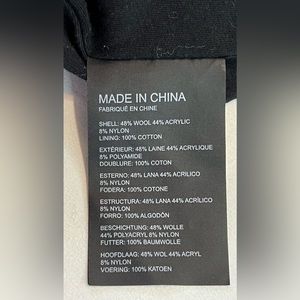 MADE IN CHINA
FABRIQUÉ EN CHINE
SHELL: 48% WOOL 44% ACRYLIC
8% NYLON
LINING: 100% COTTON
EXTÉRIEUR: 48% LAINE 44% ACRYLIQUE
8% POLYAMIDE
DOUBLURE: 100% COTON
ESTERNO: 48% LANA 44% ACRILICO
8% NYLON
FODERA: 100% COTONE
ESTRUCTURA: 48% LANA 44% ACRÍLICO
8% NYLON
FORRO: 100% ALGODÓN
BESCHICHTUNG: 48% WOLLE
44% POLYACRYL 8% NYLON
FUTTER: 100% BAUMWOLLE
HOOFDLAAG: 48% WOL 44% ACRYL
8% NYLON
VOERING: 100% KATOEN